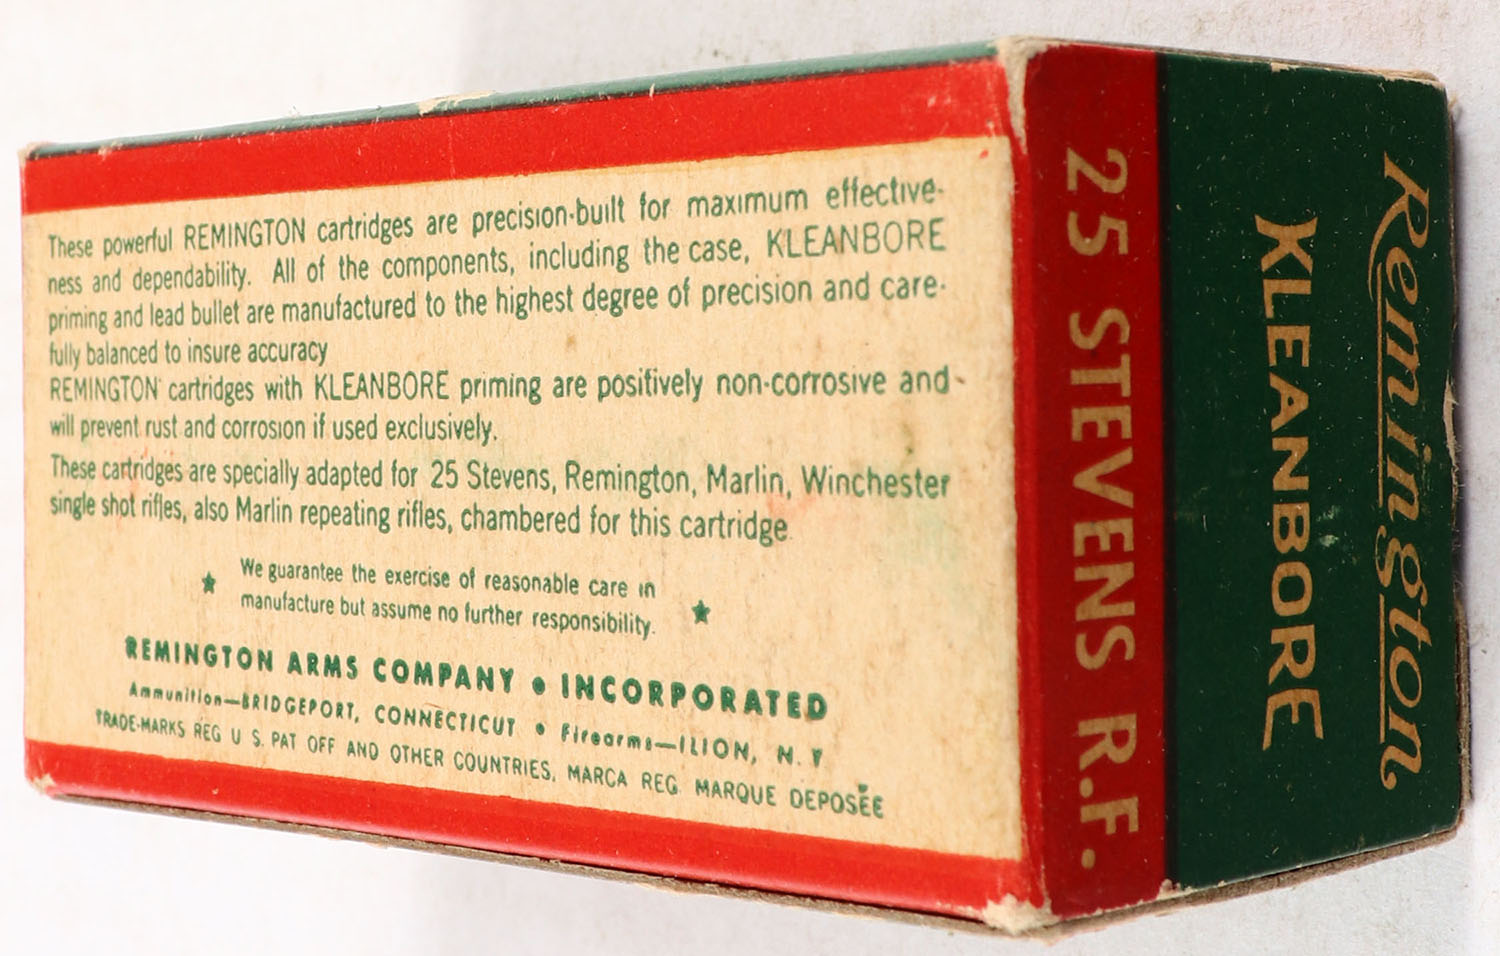 These powerful REMINGTON cartridges are precision-built for maximum effective-
ness and dependability. All of the components, including the case, KLEANBORE
priming and lead bullet are manufactured to the highest degree of precision and care-
fully balanced to insure accuracy
REMINGTON cartridges with KLEANBORE priming are positively non-corrosive and
will prevent rust and corrosion if used exclusively.
These cartridges are specially adapted for 25 Stevens, Remington, Marlin, Winchester
single shot rifles, also Marlin repeating rifles, chambered for this cartridge
★ We guarantee the exercise of reasonable care in
manufacture but assume no further responsibility. ★
REMINGTON ARMS COMPANY • INCORPORATED
Ammunition—BRIDGEPORT, CONNECTICUT • Firearms—ILION, N. Y
TRADE-MARKS REG U S. PAT OFF AND OTHER COUNTRIES, MARCA REG. MARQUE DEPOSÉE
25 STEVENS R.F.
KLEANBORE
Remington